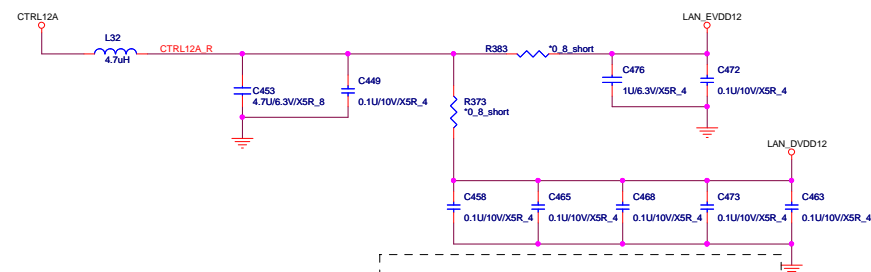 CTRL12A
LAN_EVDD12
L32
4.7uH
CTRL12A_R
R383
*0_8_short
C453
4.7U/6.3V/X5R_8
C449
0.1U/10V/X5R_4
R373
*0_8_short
C476
1U/6.3V/X5R_4
C472
0.1U/10V/X5R_4
LAN_DVDD12
C458
0.1U/10V/X5R_4
C465
0.1U/10V/X5R_4
C468
0.1U/10V/X5R_4
C473
0.1U/10V/X5R_4
C463
0.1U/10V/X5R_4